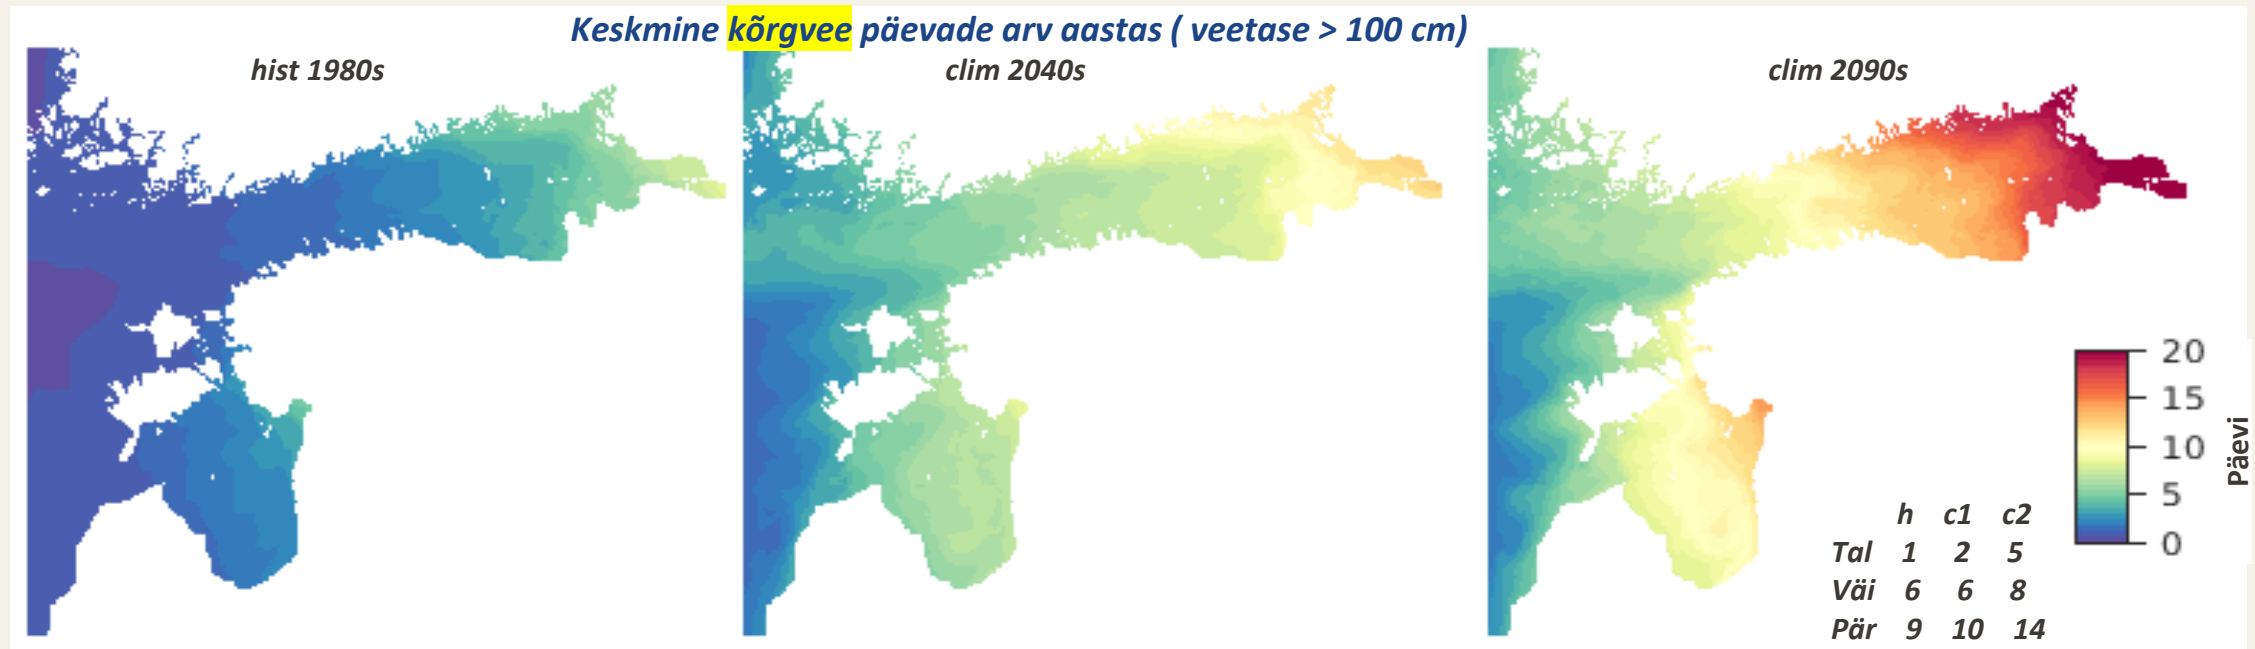 Keskmine kõrgvee päevade arv aastas ( veetase > 100 cm)
hist 1980s
clim 2040s
clim 2090s
20
15
10
5
0
Päevi
h c1 c2
Tal 1 2 5
Väi 6 6 8
Pär 9 10 14